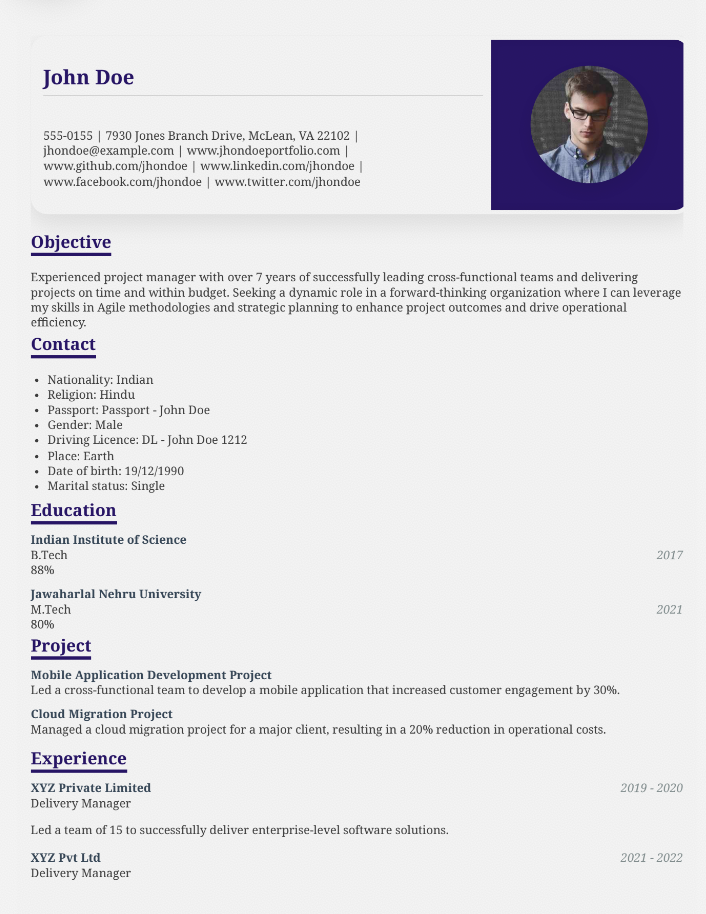 John Doe
555-0155 | 7930 Jones Branch Drive, McLean, VA 22102 |
jhondoe@example.com | www.jhondoeportfolio.com |
www.github.com/jhondoe | www.linkedin.com/jhondoe |
www.facebook.com/jhondoe | www.twitter.com/jhondoe
Objective
Experienced project manager with over 7 years of successfully leading cross-functional teams and delivering
projects on time and within budget. Seeking a dynamic role in a forward-thinking organization where I can leverage
my skills in Agile methodologies and strategic planning to enhance project outcomes and drive operational
efficiency.
Contact
• Nationality: Indian
• Religion: Hindu
• Passport: Passport - John Doe
• Gender: Male
• Driving Licence: DL - John Doe 1212
• Place: Earth
• Date of birth: 19/12/1990
• Marital status: Single
Education
Indian Institute of Science
B.Tech 2017
88%
Jawaharlal Nehru University
M.Tech 2021
80%
Project
Mobile Application Development Project
Led a cross-functional team to develop a mobile application that increased customer engagement by 30%.
Cloud Migration Project
Managed a cloud migration project for a major client, resulting in a 20% reduction in operational costs.
Experience
XYZ Private Limited 2019 - 2020
Delivery Manager
Led a team of 15 to successfully deliver enterprise-level software solutions.
XYZ Pvt Ltd 2021 - 2022
Delivery Manager